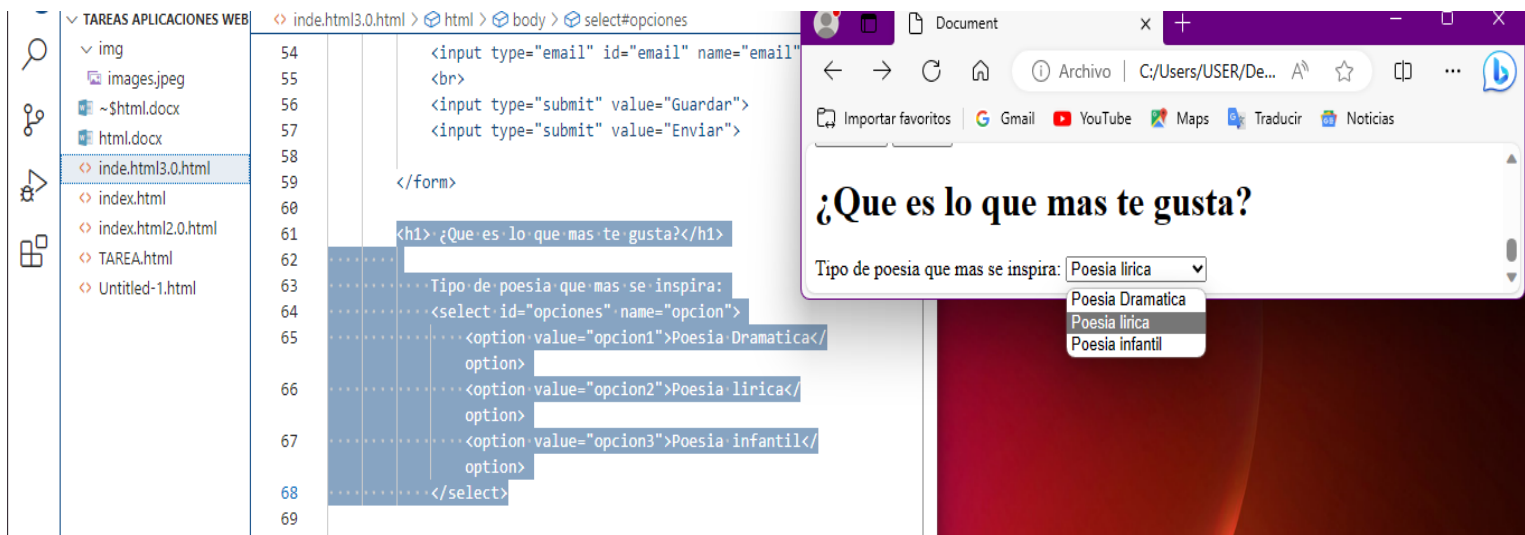 TAREAS APLICACIONES WEB
img
images.jpeg
~$html.docx
html.docx
inde.html3.0.html
index.html
index.html2.0.html
TAREA.html
Untitled-1.html
inde.html3.0.html > html > body > select#opciones
54 <input type="email" id="email" name="email"
55 <br>
56 <input type="submit" value="Guardar">
57 <input type="submit" value="Enviar">
58
59 </form>
60
61 <h1> ¿Que es lo que mas te gusta?</h1>
62
63 Tipo de poesia que mas se inspira:
64 <select id="opciones" name="opcion">
65 <option value="opcion1">Poesia Dramatica</
option>
66 <option value="opcion2">Poesia lirica</
option>
67 <option value="opcion3">Poesia infantil</
option>
68 </select>
69
Document
Archivo C:/Users/USER/De...
Importar favoritos G Gmail YouTube Maps Traducir Noticias
¿Que es lo que mas te gusta?
Tipo de poesia que mas se inspira: Poesia lirica
Poesia Dramatica
Poesia lirica
Poesia infantil